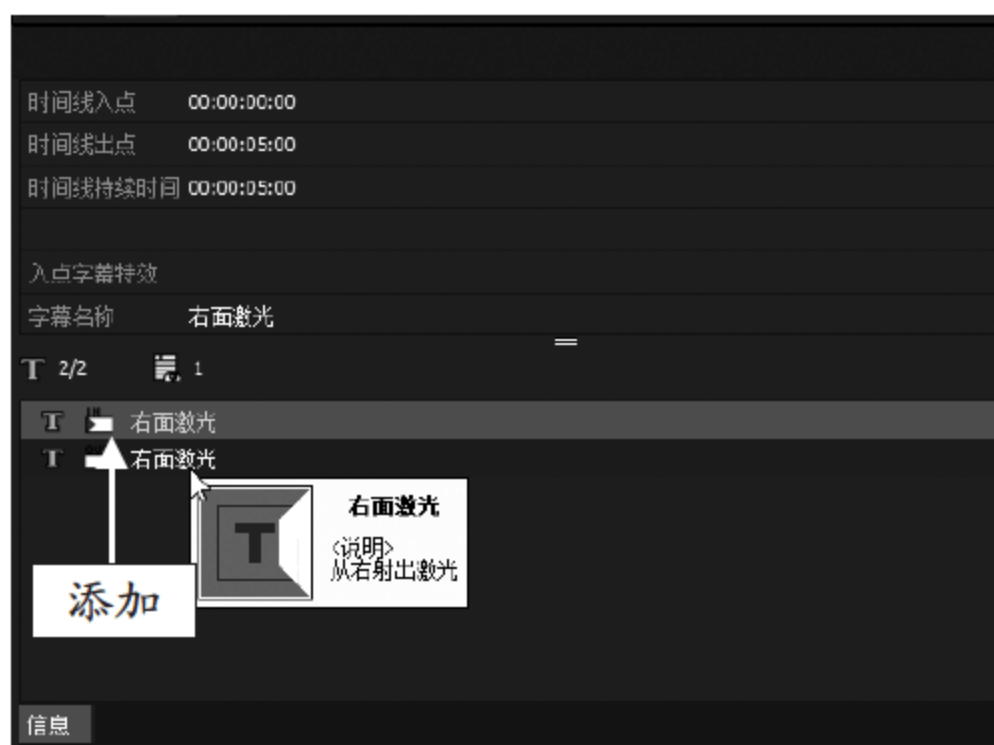 时间线入点 00:00:00:00
时间线出点 00:00:05:00
时间线持续时间 00:00:05:00
入点字幕特效
字幕名称 右面激光
T 2/2 1
T 右面激光
T 右面激光
T
右面激光
<说明>
从右射出激光
添加
信息